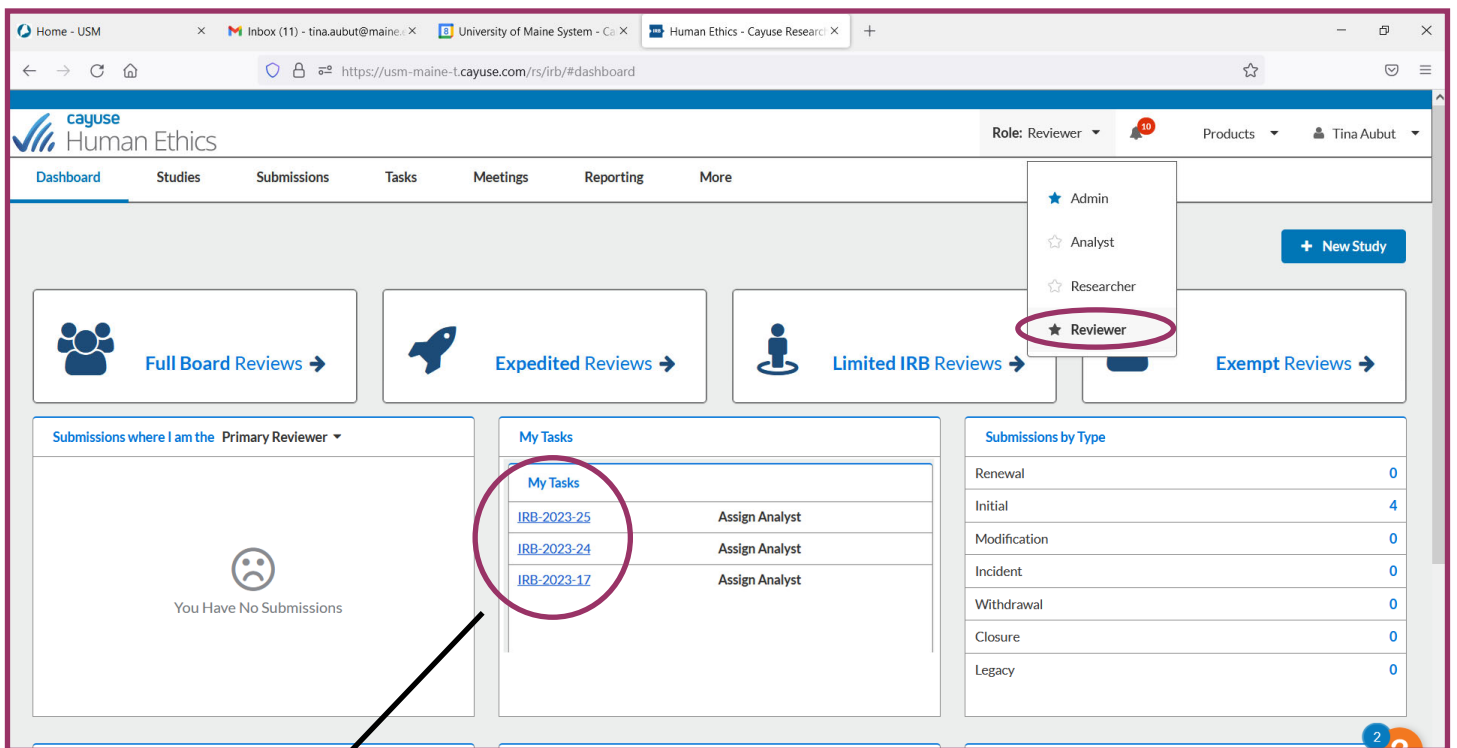 Home - USM
Inbox (11) - tina.aubut@maine.e
University of Maine System - Ca
Human Ethics - Cayuse Researc
https://usm-maine-t.cayuse.com/rs/irb/#dashboard
cayuse
Human Ethics
Role: Reviewer
10
Products
Tina Aubut
Dashboard Studies Submissions Tasks Meetings Reporting More
Admin
Analyst
Researcher
Reviewer
+ New Study
Full Board Reviews
Expedited Reviews
Limited IRB Reviews
Exempt Reviews
Submissions where I am the Primary Reviewer
You Have No Submissions
My Tasks
My Tasks
IRB-2023-25 Assign Analyst
IRB-2023-24 Assign Analyst
IRB-2023-17 Assign Analyst
Submissions by Type
Renewal 0
Initial 4
Modification 0
Incident 0
Withdrawal 0
Closure 0
Legacy 0
2